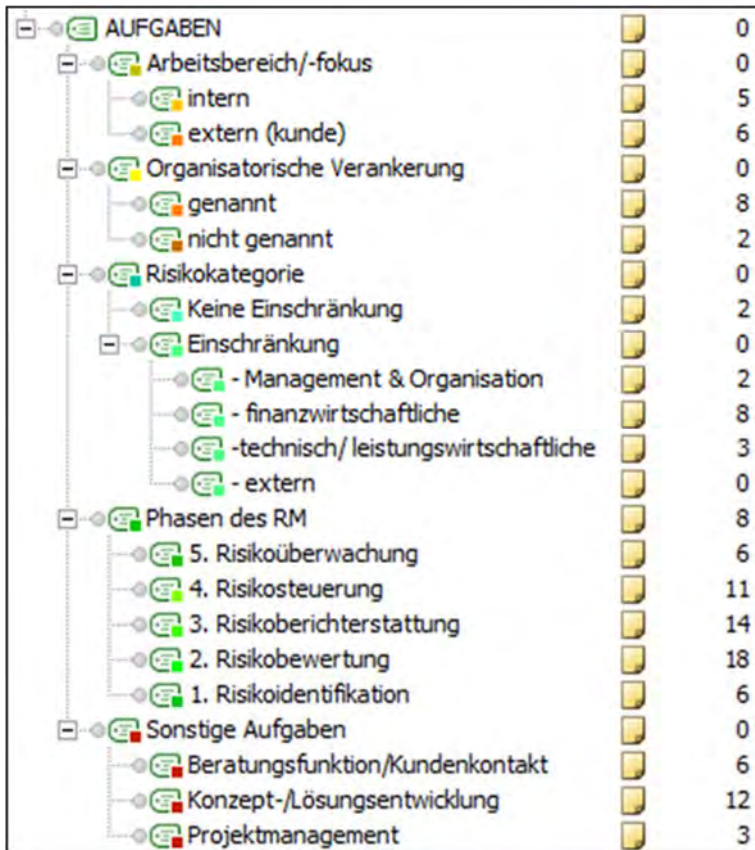 AUFGABEN 0
Arbeitsbereich/-fokus 0
intern 5
extern (kunde) 6
Organisatorische Verankerung 0
genannt 8
nicht genannt 2
Risikokategorie 0
Keine Einschränkung 2
Einschränkung 0
- Management & Organisation 2
- finanzwirtschaftliche 8
-technisch/ leistungswirtschaftliche 3
- extern 0
Phasen des RM 8
5. Risikoüberwachung 6
4. Risikosteuerung 11
3. Risikoberichterstattung 14
2. Risikobewertung 18
1. Risikoidentifikation 6
Sonstige Aufgaben 0
Beratungsfunktion/Kundenkontakt 6
Konzept-/Lösungsentwicklung 12
Projektmanagement 3